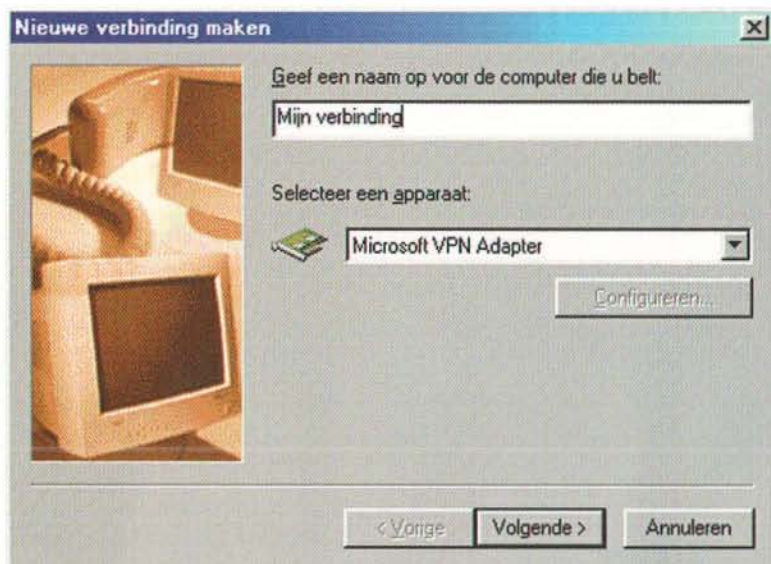 Nieuwe verbinding maken
Geef een naam op voor de computer die u belt:
Mijn verbinding
Selecteer een apparaat:
Microsoft VPN Adapter
Configureren...
< Vorige Volgende > Annuleren